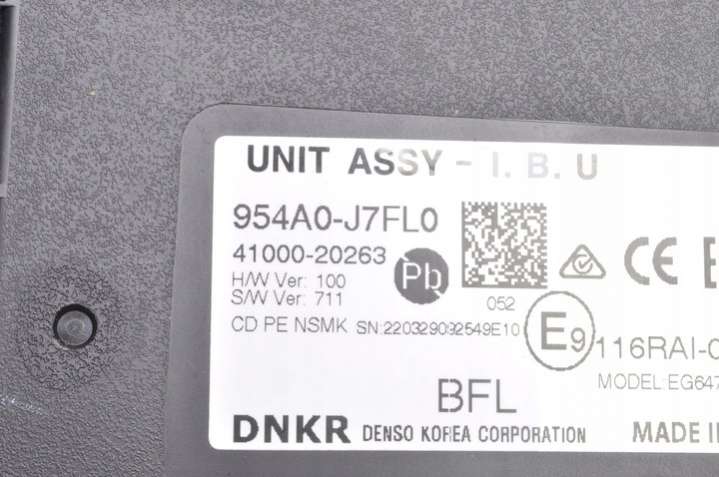 UNIT ASSY - I. B. U
954A0-J7FL0
41000-20263
Pb
H/W Ver: 100
S/W Ver: 711
052
CE
CD PE NSMK SN:220329092549E10
E9
116RAI-
MODEL:EG647
BFL
DNKR DENSO KOREA CORPORATION
MADE